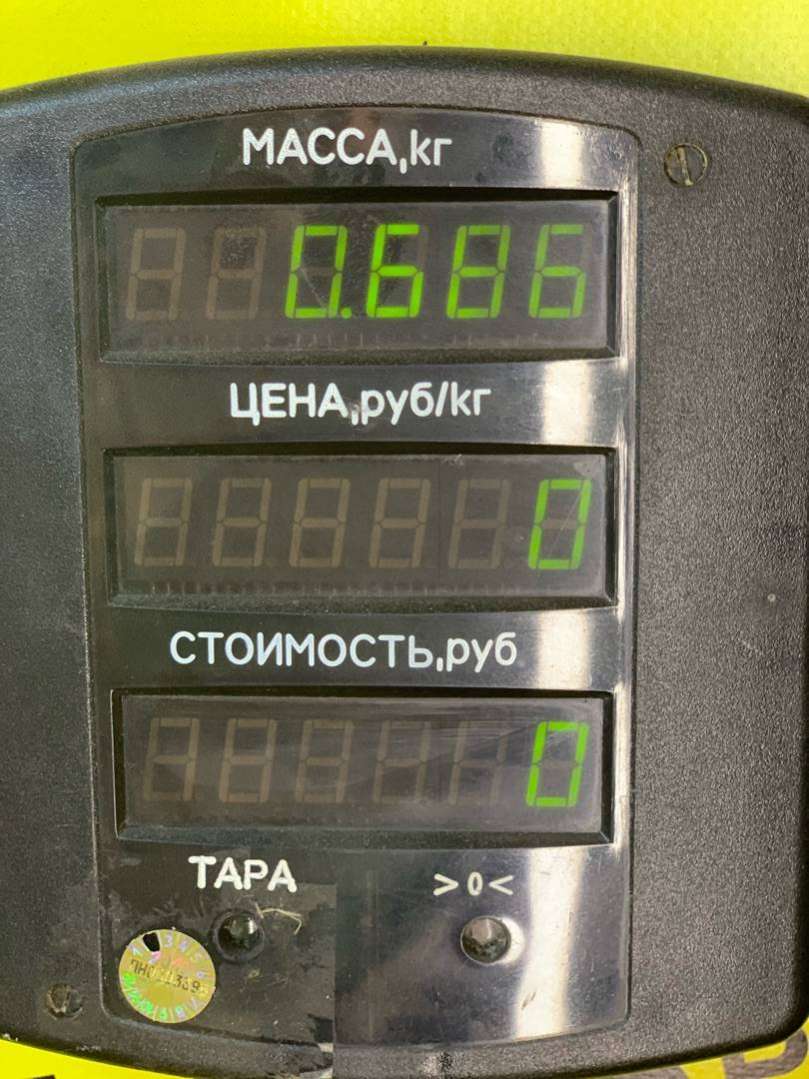 МАССА,кг
0.686
ЦЕНА,руб/кг
0
СТОИМОСТЬ,руб
0
ТАРА >0<